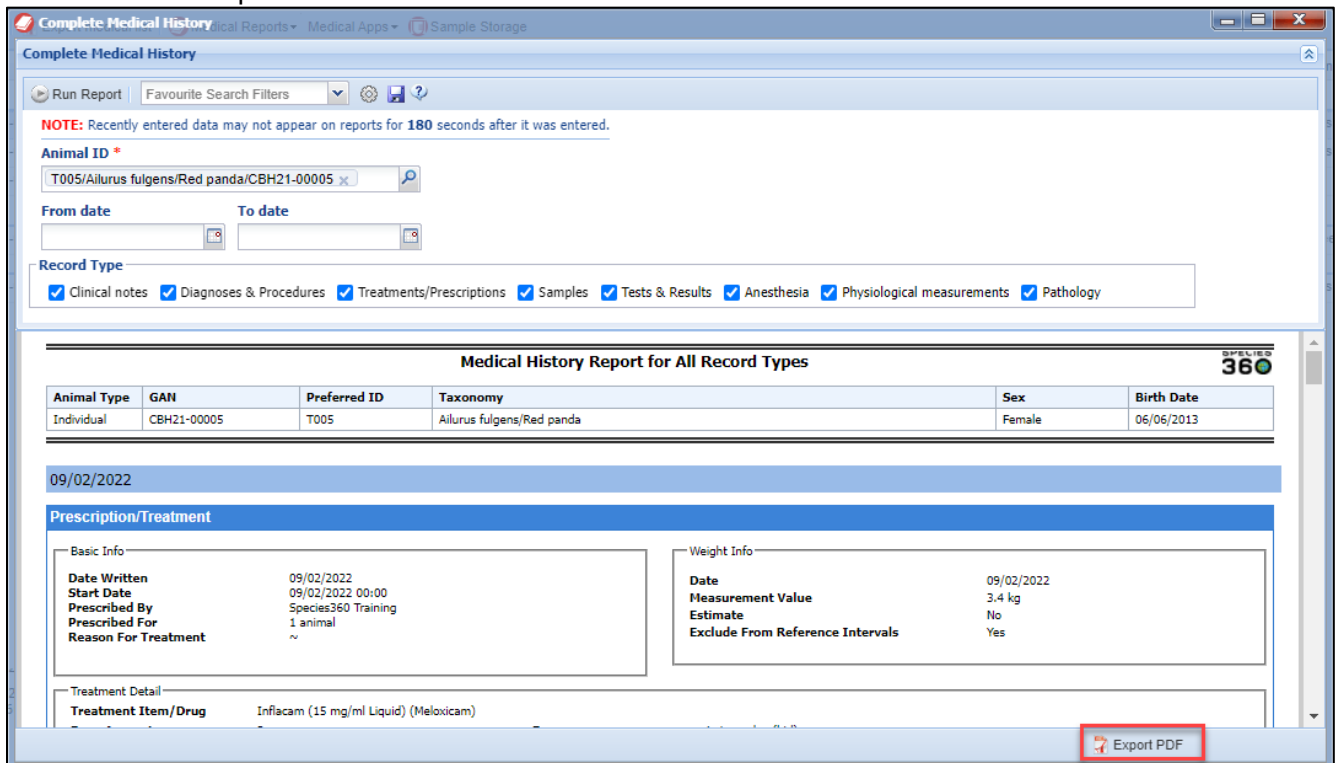 Complete Medical History
Medical Reports Medical Apps Sample Storage
Complete Medical History
Run Report Favourite Search Filters
NOTE: Recently entered data may not appear on reports for 180 seconds after it was entered.
Animal ID *
T005/Ailurus fulgens/Red panda/CBH21-00005 x
From date To date
Record Type
Clinical notes Diagnoses & Procedures Treatments/Prescriptions Samples Tests & Results Anesthesia Physiological measurements Pathology
Medical History Report for All Record Types
SPECIES
360
Animal Type GAN Preferred ID Taxonomy Sex Birth Date
Individual CBH21-00005 T005 Ailurus fulgens/Red panda Female 06/06/2013
09/02/2022
Prescription/Treatment
Basic Info
Date Written 09/02/2022
Start Date 09/02/2022 00:00
Prescribed By Species360 Training
Prescribed For 1 animal
Reason For Treatment ~
Weight Info
Date 09/02/2022
Measurement Value 3.4 kg
Estimate No
Exclude From Reference Intervals Yes
Treatment Detail
Treatment Item/Drug Inflacam (15 mg/ml Liquid) (Meloxicam)
Export PDF